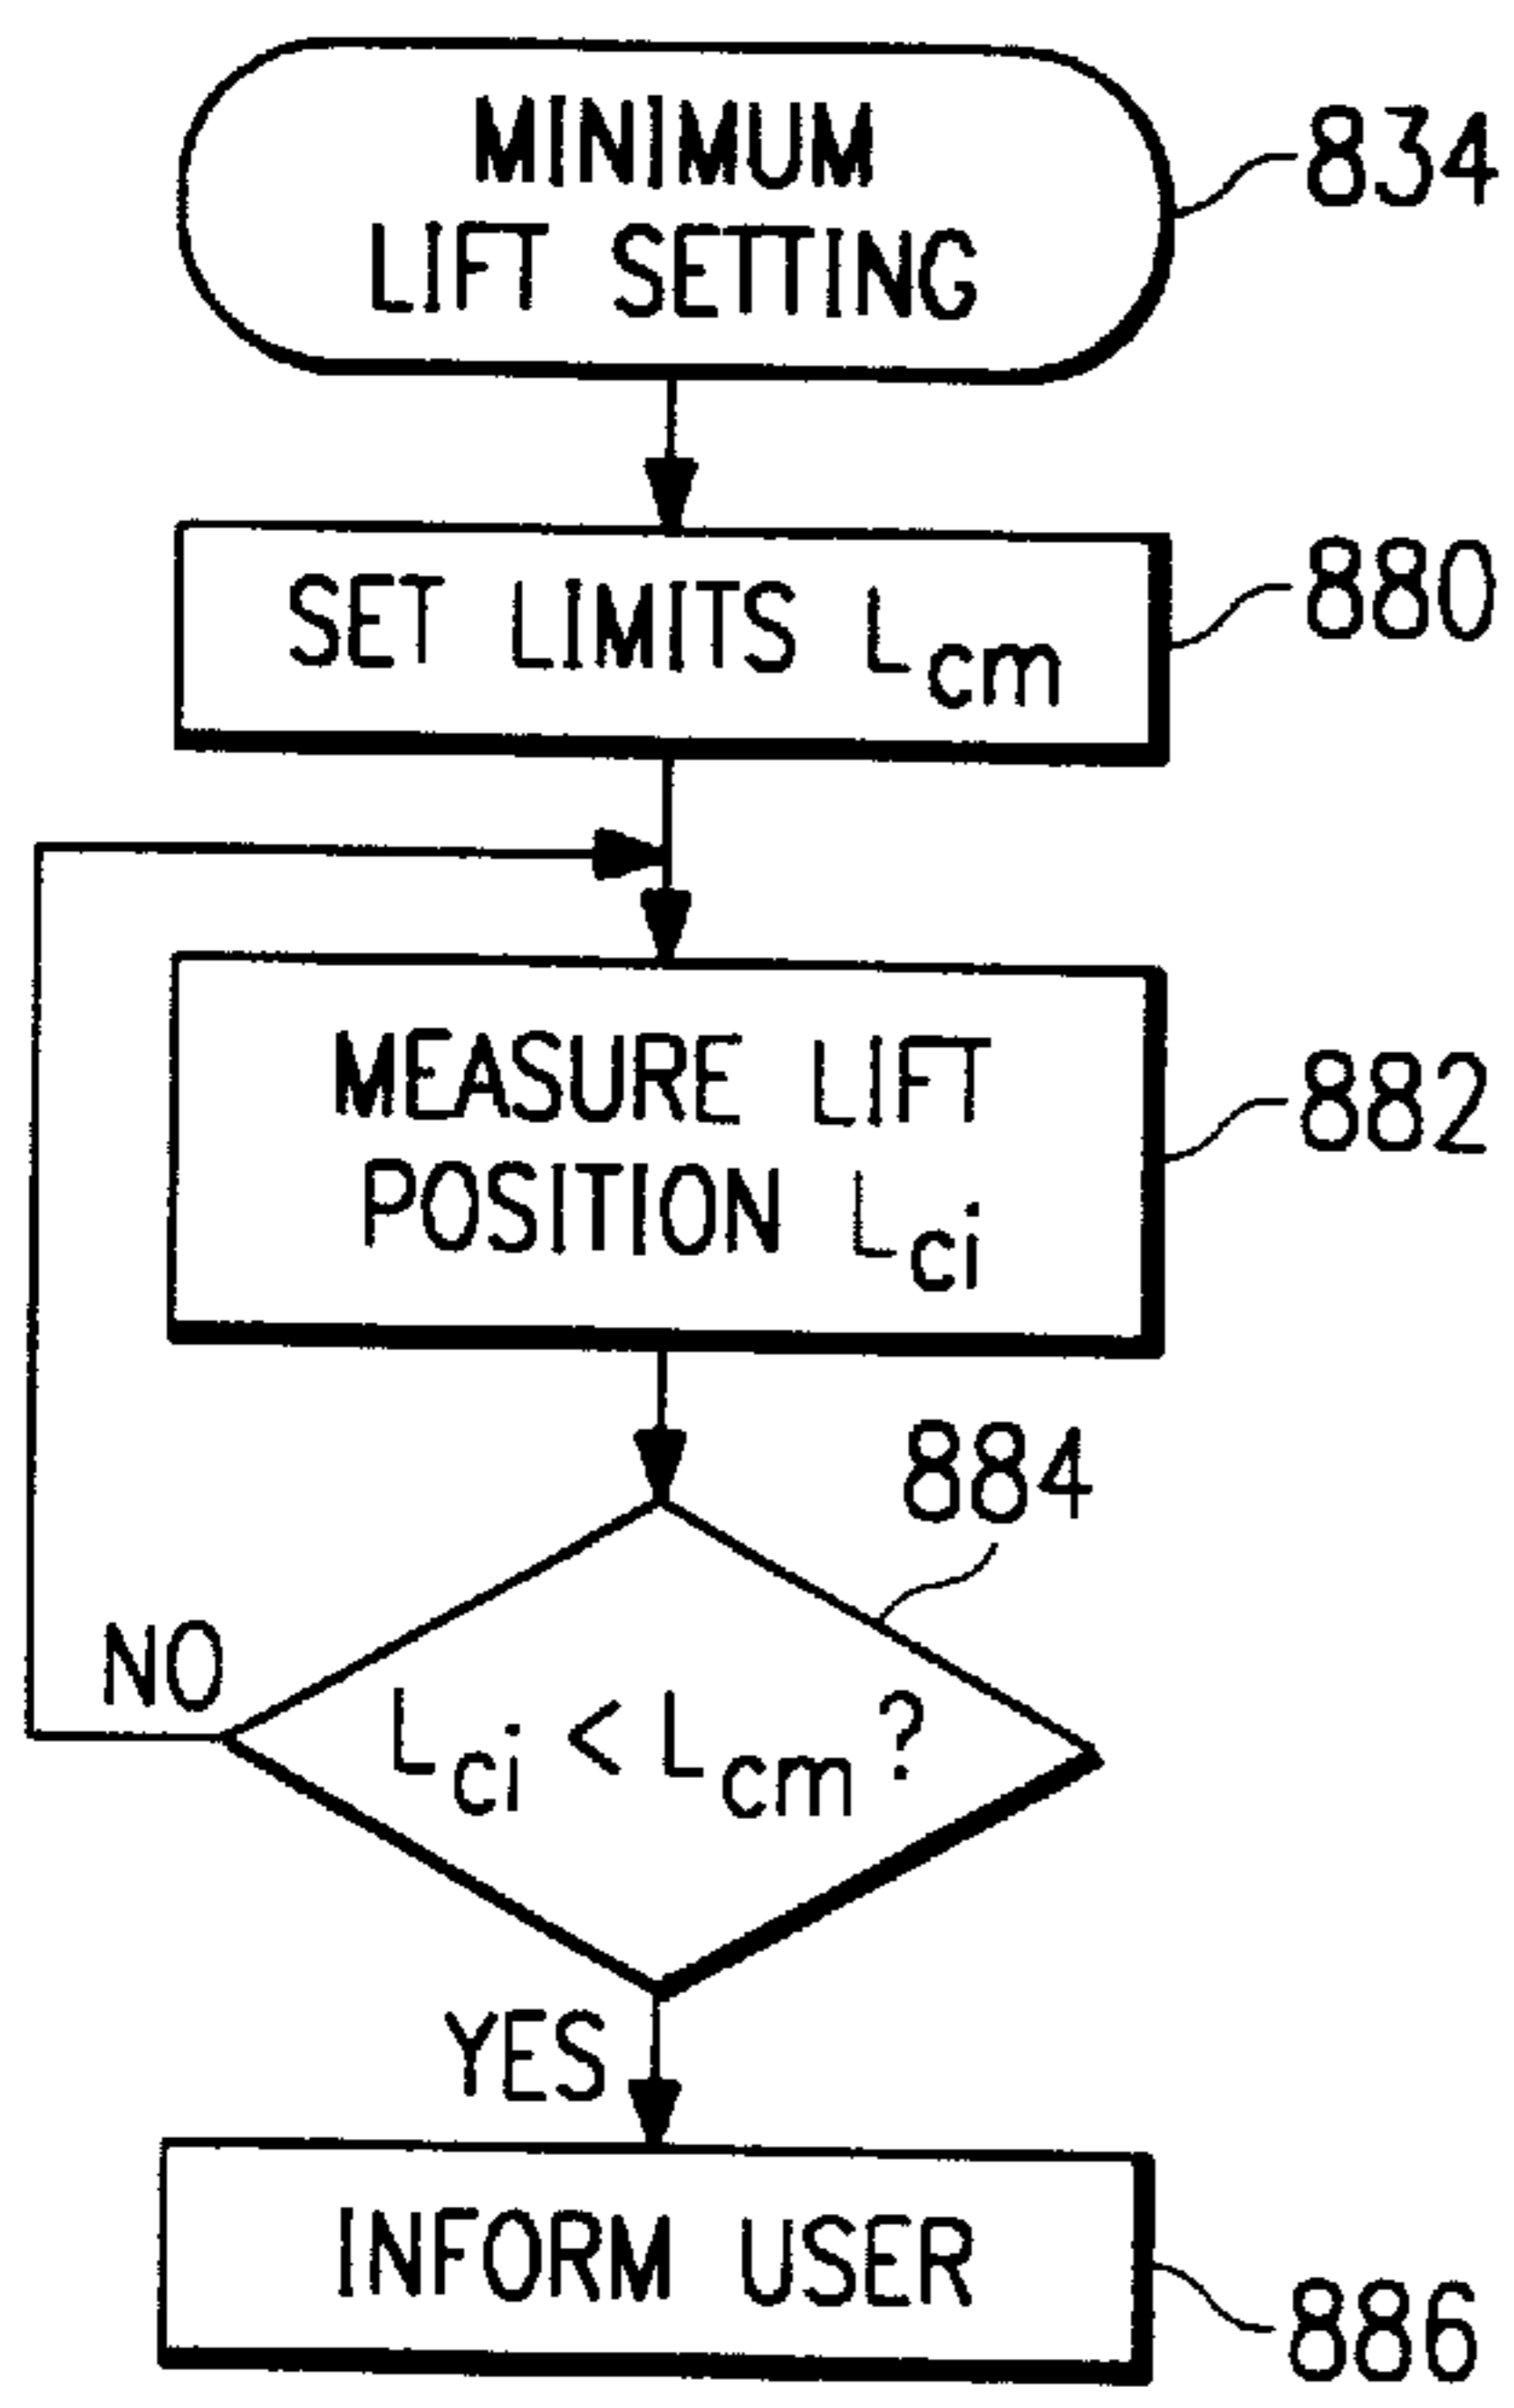 MINIMUM
LIFT SETTING
834
SET LIMITS Lcm
880
MEASURE LIFT
POSITION Lci
882
884
NO
Lci < Lcm ?
YES
INFORM USER
886